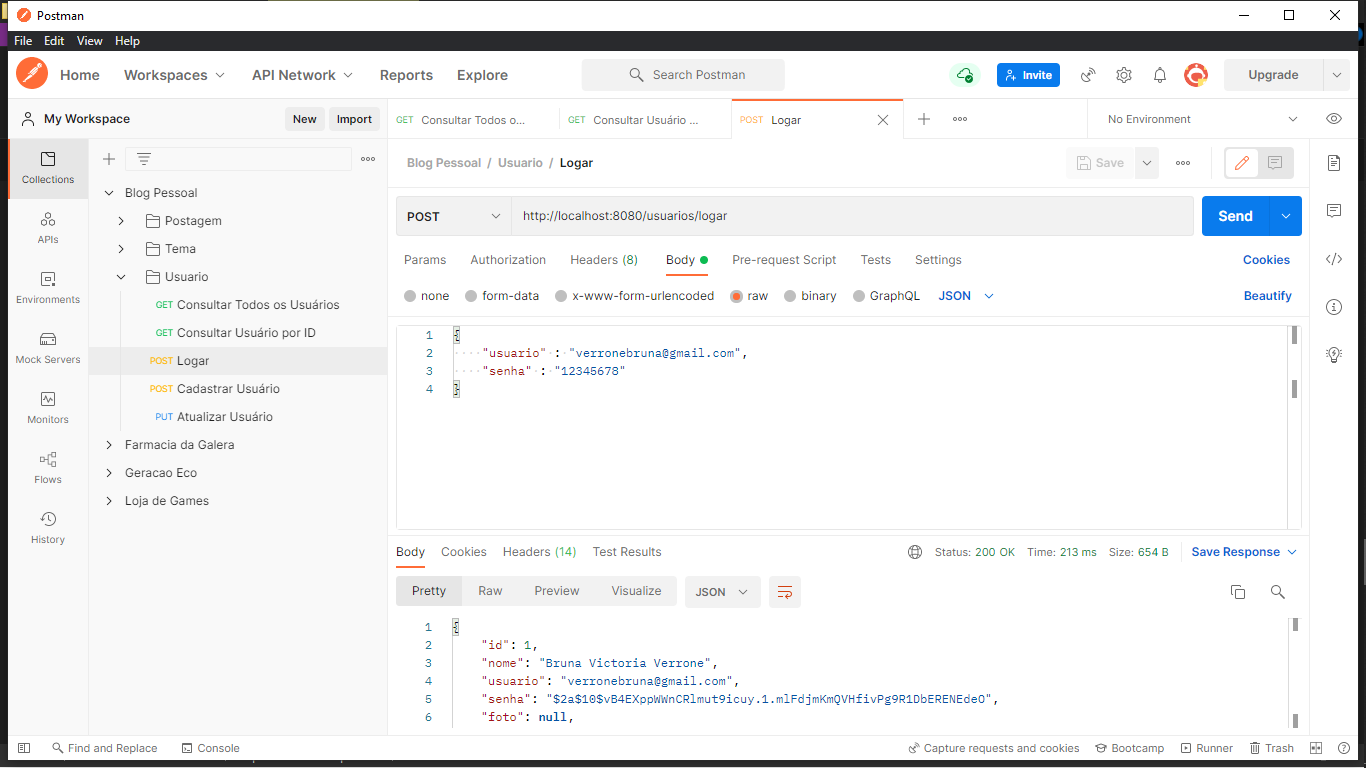 Postman
File Edit View Help
Home Workspaces API Network Reports Explore Search Postman Invite Upgrade
My Workspace New Import
GET Consultar Todos o... GET Consultar Usuário ... POST Logar No Environment
Collections
APIs
Environments
Mock Servers
Monitors
Flows
History
Blog Pessoal
Postagem
Tema
Usuario
GET Consultar Todos os Usuários
GET Consultar Usuário por ID
POST Logar
POST Cadastrar Usuário
PUT Atualizar Usuário
Farmacia da Galera
Geracao Eco
Loja de Games
Blog Pessoal / Usuario / Logar Save
POST http://localhost:8080/usuarios/logar Send
Params Authorization Headers (8) Body Pre-request Script Tests Settings Cookies
none form-data x-www-form-urlencoded raw binary GraphQL JSON Beautify
1 {
2 "usuario" : "verronebruna@gmail.com",
3 "senha" : "12345678"
4 }
Body Cookies Headers (14) Test Results Status: 200 OK Time: 213 ms Size: 654 B Save Response
Pretty Raw Preview Visualize JSON
1 {
2 "id": 1,
3 "nome": "Bruna Victoria Verrone",
4 "usuario": "verronebruna@gmail.com",
5 "senha": "$2a$10$vB4EXppWWnCRlmut9icuy.1.mlFdjmKmQVHfivPg9R1DbERENEdeO",
6 "foto": null,
Find and Replace Console Capture requests and cookies Bootcamp Runner Trash